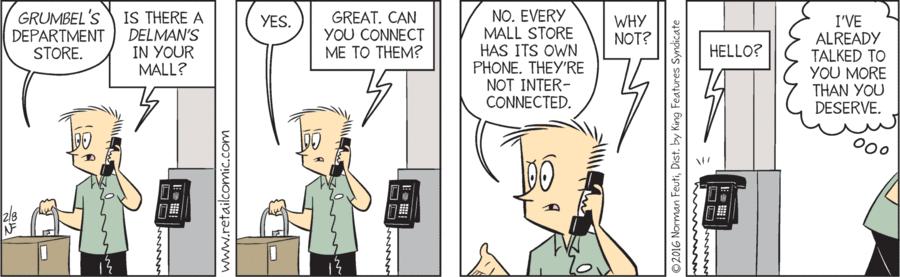 GRUMBEL'S
DEPARTMENT
STORE.
IS THERE A
DELMAN'S
IN YOUR
MALL?
2/8
NF
www.retailcomic.com
YES.
GREAT. CAN
YOU CONNECT
ME TO THEM?
NO. EVERY
MALL STORE
HAS ITS OWN
PHONE. THEY'RE
NOT INTER-
CONNECTED.
WHY
NOT?
©2016 Norman Feuti, Dist. by King Features Syndicate
HELLO?
I'VE
ALREADY
TALKED TO
YOU MORE
THAN YOU
DESERVE.